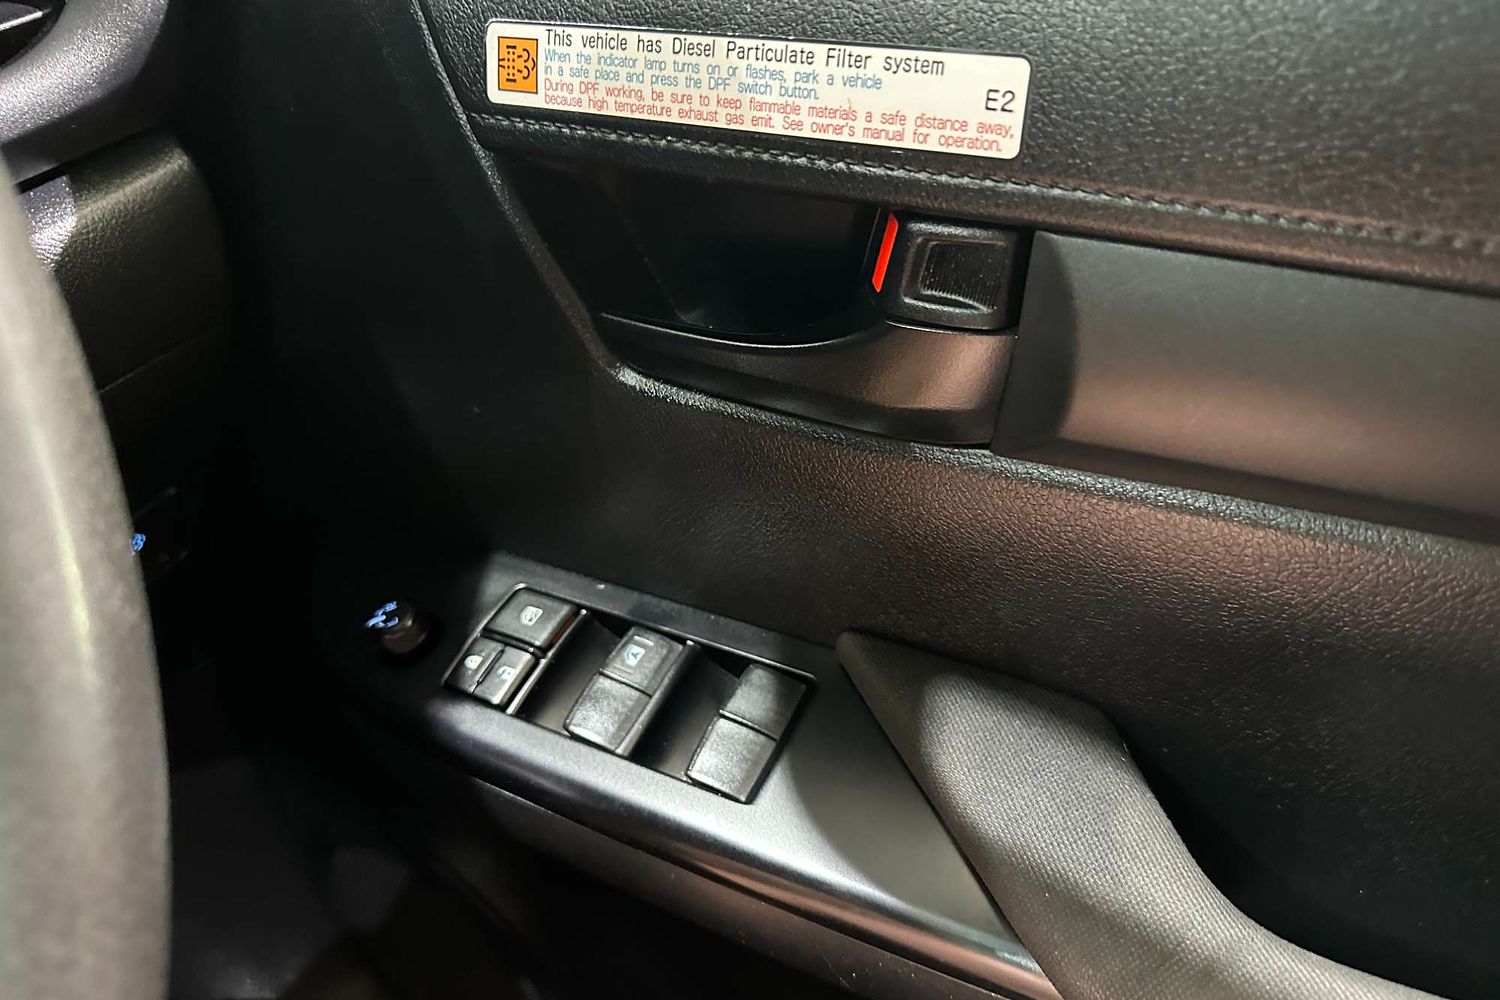 This vehicle has Diesel Particulate Filter system
When the indicator lamp turns on or flashes, park a vehicle
in a safe place and press the DPF switch button.
During DPF working, be sure to keep flammable materials a safe distance away,
because high temperature exhaust gas emit. See owner's manual for operation.
E2